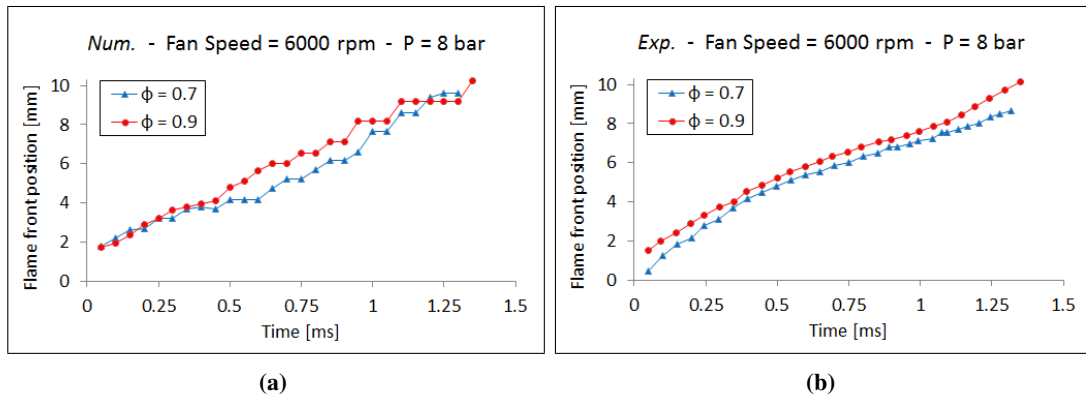 Num. - Fan Speed = 6000 rpm - P = 8 bar
Flame front position [mm]
10
8
6
4
2
0
ϕ = 0.7
ϕ = 0.9
0
0.25
0.5
0.75
1
1.25
1.5
Time [ms]
(a)
Exp. - Fan Speed = 6000 rpm - P = 8 bar
Flame front position [mm]
10
8
6
4
2
0
ϕ = 0.7
ϕ = 0.9
0
0.25
0.5
0.75
1
1.25
1.5
Time [ms]
(b)